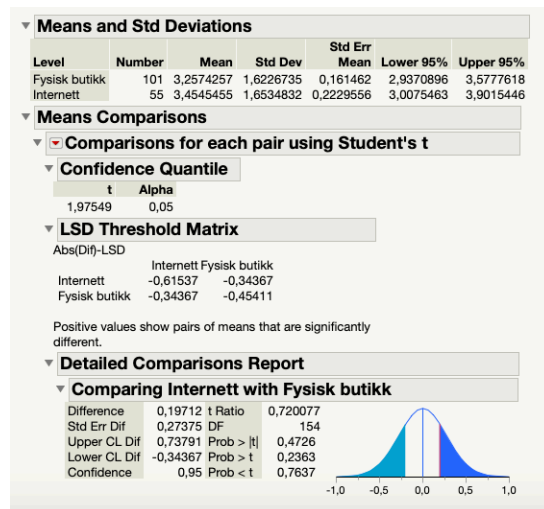 Means and Std Deviations
Std Err
Level Number Mean Std Dev Mean Lower 95% Upper 95%
Fysisk butikk 101 3,2574257 1,6226735 0,161462 2,9370896 3,5777618
Internett 55 3,4545455 1,6534832 0,2229556 3,0075463 3,9015446
Means Comparisons
Comparisons for each pair using Student's t
Confidence Quantile
t Alpha
1,97549 0,05
LSD Threshold Matrix
Abs(Dif)-LSD
Internett Fysisk butikk
Internett -0,61537 -0,34367
Fysisk butikk -0,34367 -0,45411
Positive values show pairs of means that are significantly
different.
Detailed Comparisons Report
Comparing Internett with Fysisk butikk
Difference 0,19712 t Ratio 0,720077
Std Err Dif 0,27375 DF 154
Upper CL Dif 0,73791 Prob > |t| 0,4726
Lower CL Dif -0,34367 Prob > t 0,2363
Confidence 0,95 Prob < t 0,7637
-1,0 -0,5 0,0 0,5 1,0